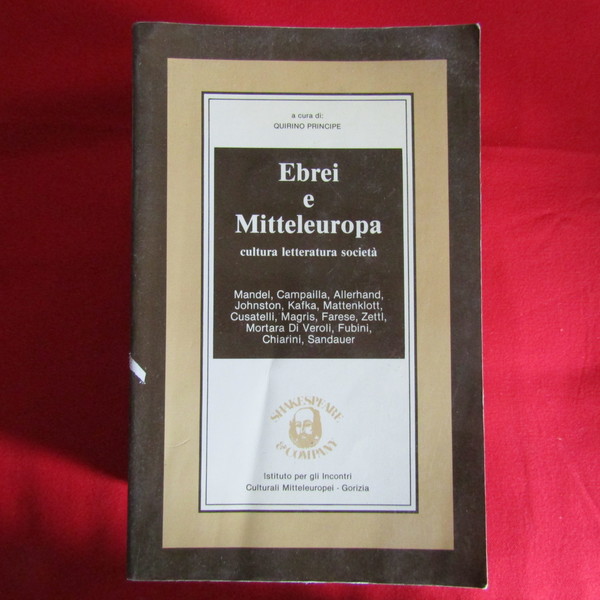 a cura di:
QUIRINO PRINCIPE
Ebrei
e
Mitteleuropa
cultura letteratura società
Mandel, Campailla, Allerhand,
Johnston, Kafka, Mattenklott,
Cusatelli, Magris, Farese, Zettl,
Mortara Di Veroli, Fubini,
Chiarini, Sandauer
SHAKESPEARE
& COMPANY
Istituto per gli Incontri
Culturali Mitteleuropei - Gorizia